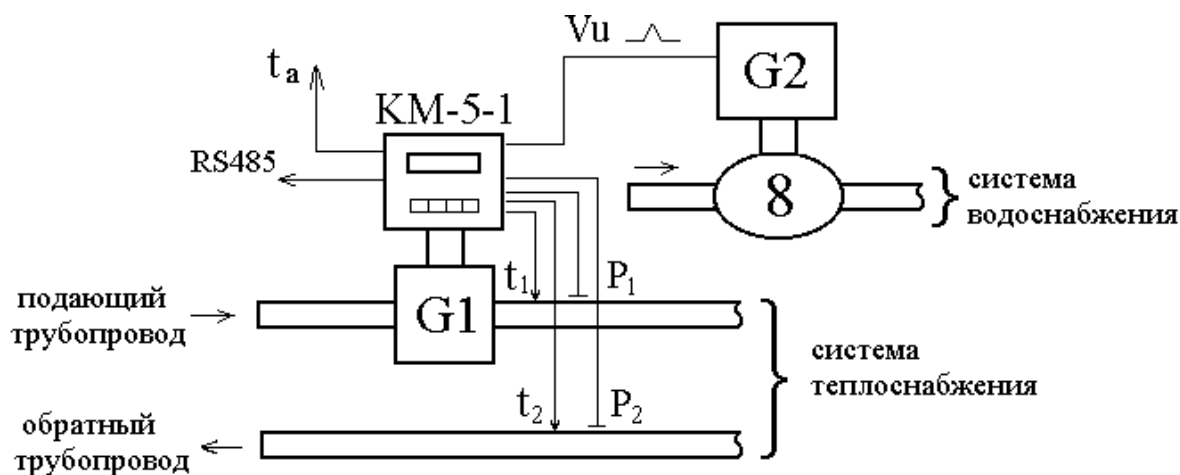 Vu
G2
ta
KM-5-1
RS485
8
система
водоснабжения
t1
P1
подающий
трубопровод
G1
система
теплоснабжения
t2
P2
обратный
трубопровод